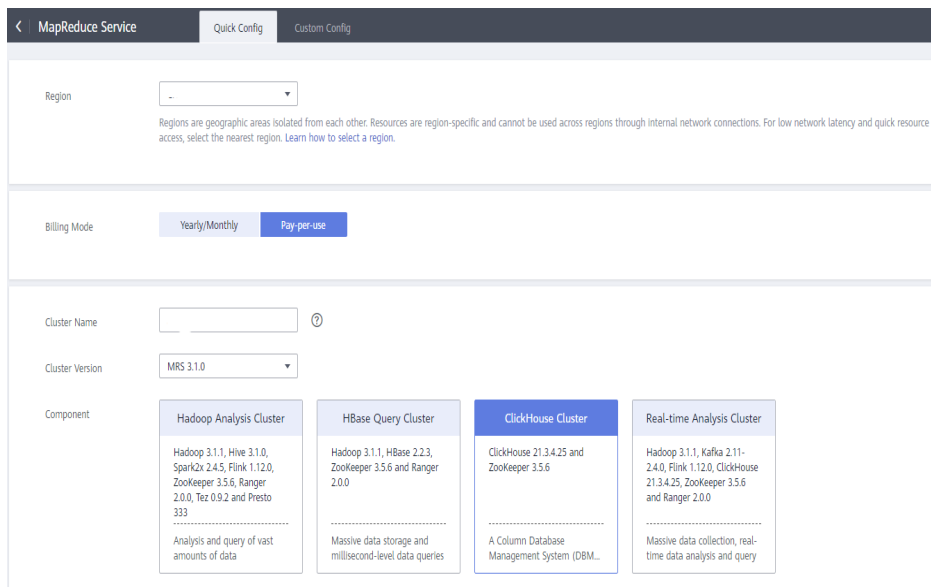 MapReduce Service
Quick Config
Custom Config
Region
--
Regions are geographic areas isolated from each other. Resources are region-specific and cannot be used across regions through internal network connections. For low network latency and quick resource
access, select the nearest region. Learn how to select a region.
Billing Mode
Yearly/Monthly
Pay-per-use
Cluster Name
?
Cluster Version
MRS 3.1.0
Component
Hadoop Analysis Cluster
Hadoop 3.1.1, Hive 3.1.0,
Spark2x 2.4.5, Flink 1.12.0,
ZooKeeper 3.5.6, Ranger
2.0.0, Tez 0.9.2 and Presto
333
Analysis and query of vast
amounts of data
HBase Query Cluster
Hadoop 3.1.1, HBase 2.2.3,
ZooKeeper 3.5.6 and Ranger
2.0.0
Massive data storage and
millisecond-level data queries
ClickHouse Cluster
ClickHouse 21.3.4.25 and
ZooKeeper 3.5.6
A Column Database
Management System (DBM...
Real-time Analysis Cluster
Hadoop 3.1.1, Kafka 2.11-
2.4.0, Flink 1.12.0, ClickHouse
21.3.4.25, ZooKeeper 3.5.6
and Ranger 2.0.0
Massive data collection, real-
time data analysis and query